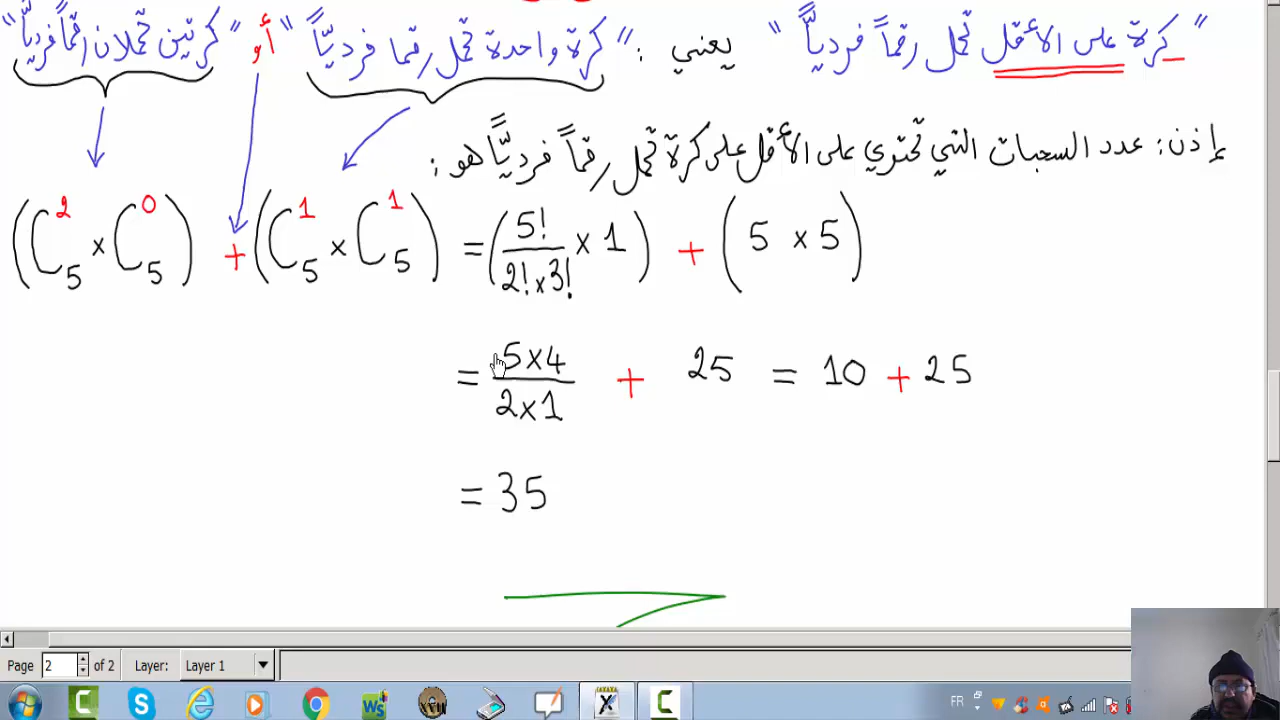 "كرة على الأقل تحمل رقماً فردياً" يعني : "كرة واحدة تحمل رقما فردياً" أو "كرتين تحملان رقماً فردياً"
إذن : عدد السحبات التي تحتوي على الأقل على كرة تحمل رقماً فردياً هو :
(C₅² × C₅⁰) + (C₅¹ × C₅¹) = (5!/(2! × 3!) × 1) + (5 × 5)
= (5×4)/(2×1) + 25 = 10 + 25
= 35
Page 2 of 2 Layer: Layer 1
FR